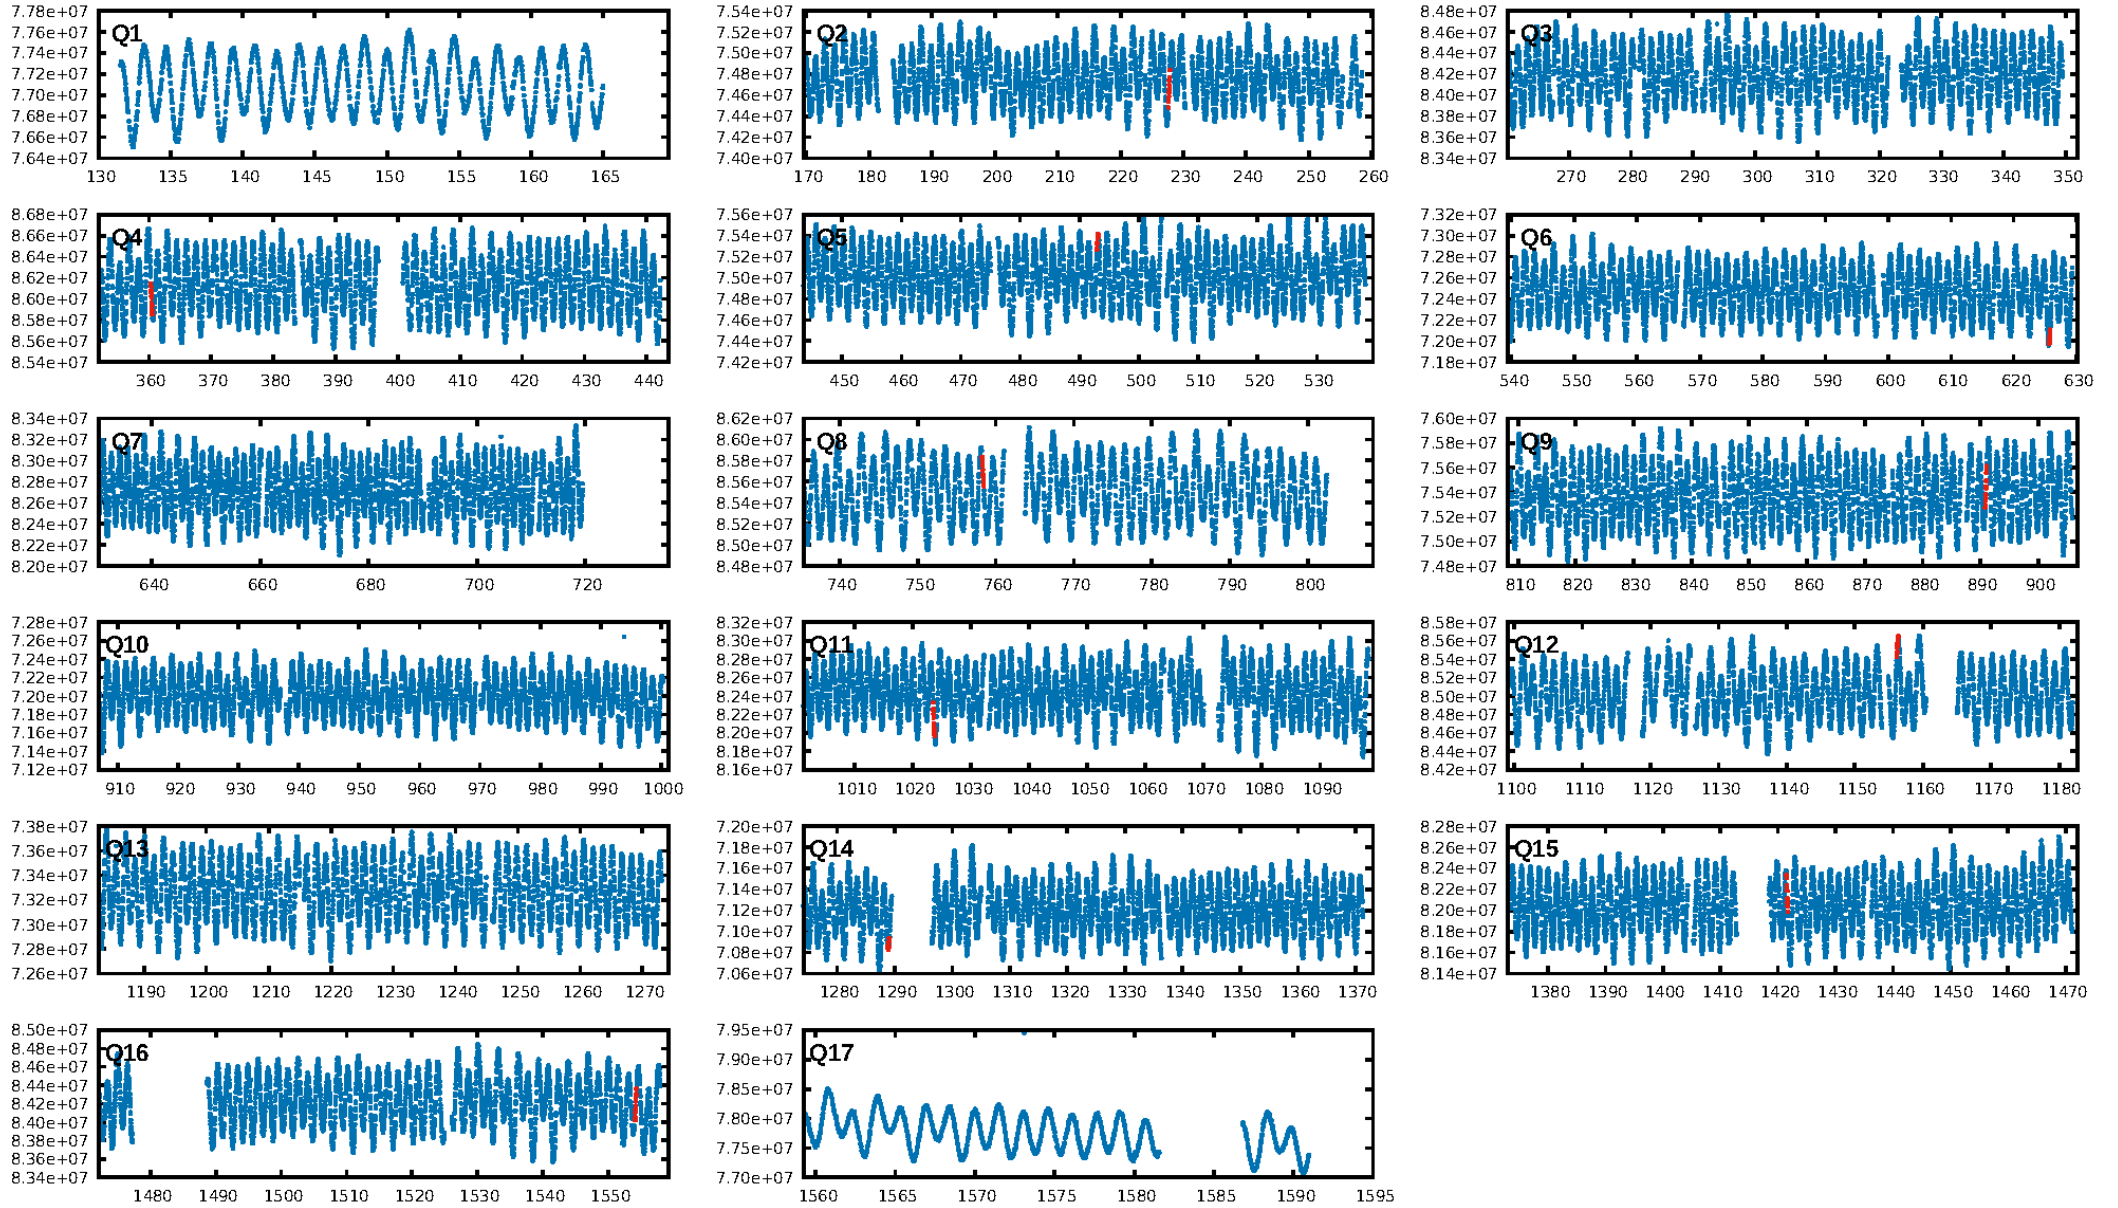 7.78e+07
7.76e+07
7.74e+07
7.72e+07
7.70e+07
7.68e+07
7.66e+07
7.64e+07
Q1
130 135 140 145 150 155 160 165
7.54e+07
7.52e+07
7.50e+07
7.48e+07
7.46e+07
7.44e+07
7.42e+07
7.40e+07
Q2
170 180 190 200 210 220 230 240 250 260
8.48e+07
8.46e+07
8.44e+07
8.42e+07
8.40e+07
8.38e+07
8.36e+07
8.34e+07
Q3
270 280 290 300 310 320 330 340 350
8.68e+07
8.66e+07
8.64e+07
8.62e+07
8.60e+07
8.58e+07
8.56e+07
8.54e+07
Q4
360 370 380 390 400 410 420 430 440
7.56e+07
7.54e+07
7.52e+07
7.50e+07
7.48e+07
7.46e+07
7.44e+07
7.42e+07
Q5
450 460 470 480 490 500 510 520 530
7.32e+07
7.30e+07
7.28e+07
7.26e+07
7.24e+07
7.22e+07
7.20e+07
7.18e+07
Q6
540 550 560 570 580 590 600 610 620 630
8.34e+07
8.32e+07
8.30e+07
8.28e+07
8.26e+07
8.24e+07
8.22e+07
8.20e+07
Q7
640 660 680 700 720
8.62e+07
8.60e+07
8.58e+07
8.56e+07
8.54e+07
8.52e+07
8.50e+07
8.48e+07
Q8
740 750 760 770 780 790 800
7.60e+07
7.58e+07
7.56e+07
7.54e+07
7.52e+07
7.50e+07
7.48e+07
Q9
810 820 830 840 850 860 870 880 890 900
7.28e+07
7.26e+07
7.24e+07
7.22e+07
7.20e+07
7.18e+07
7.16e+07
7.14e+07
7.12e+07
Q10
910 920 930 940 950 960 970 980 990 1000
8.32e+07
8.30e+07
8.28e+07
8.26e+07
8.24e+07
8.22e+07
8.20e+07
8.18e+07
8.16e+07
Q11
1010 1020 1030 1040 1050 1060 1070 1080 1090
8.58e+07
8.56e+07
8.54e+07
8.52e+07
8.50e+07
8.48e+07
8.46e+07
8.44e+07
8.42e+07
Q12
1100 1110 1120 1130 1140 1150 1160 1170 1180
7.38e+07
7.36e+07
7.34e+07
7.32e+07
7.30e+07
7.28e+07
7.26e+07
Q13
1190 1200 1210 1220 1230 1240 1250 1260 1270
7.20e+07
7.18e+07
7.16e+07
7.14e+07
7.12e+07
7.10e+07
7.08e+07
7.06e+07
Q14
1280 1290 1300 1310 1320 1330 1340 1350 1360 1370
8.28e+07
8.26e+07
8.24e+07
8.22e+07
8.20e+07
8.18e+07
8.16e+07
8.14e+07
Q15
1380 1390 1400 1410 1420 1430 1440 1450 1460 1470
8.50e+07
8.48e+07
8.46e+07
8.44e+07
8.42e+07
8.40e+07
8.38e+07
8.36e+07
8.34e+07
Q16
1480 1490 1500 1510 1520 1530 1540 1550
7.95e+07
7.90e+07
7.85e+07
7.80e+07
7.75e+07
7.70e+07
Q17
1560 1565 1570 1575 1580 1585 1590 1595